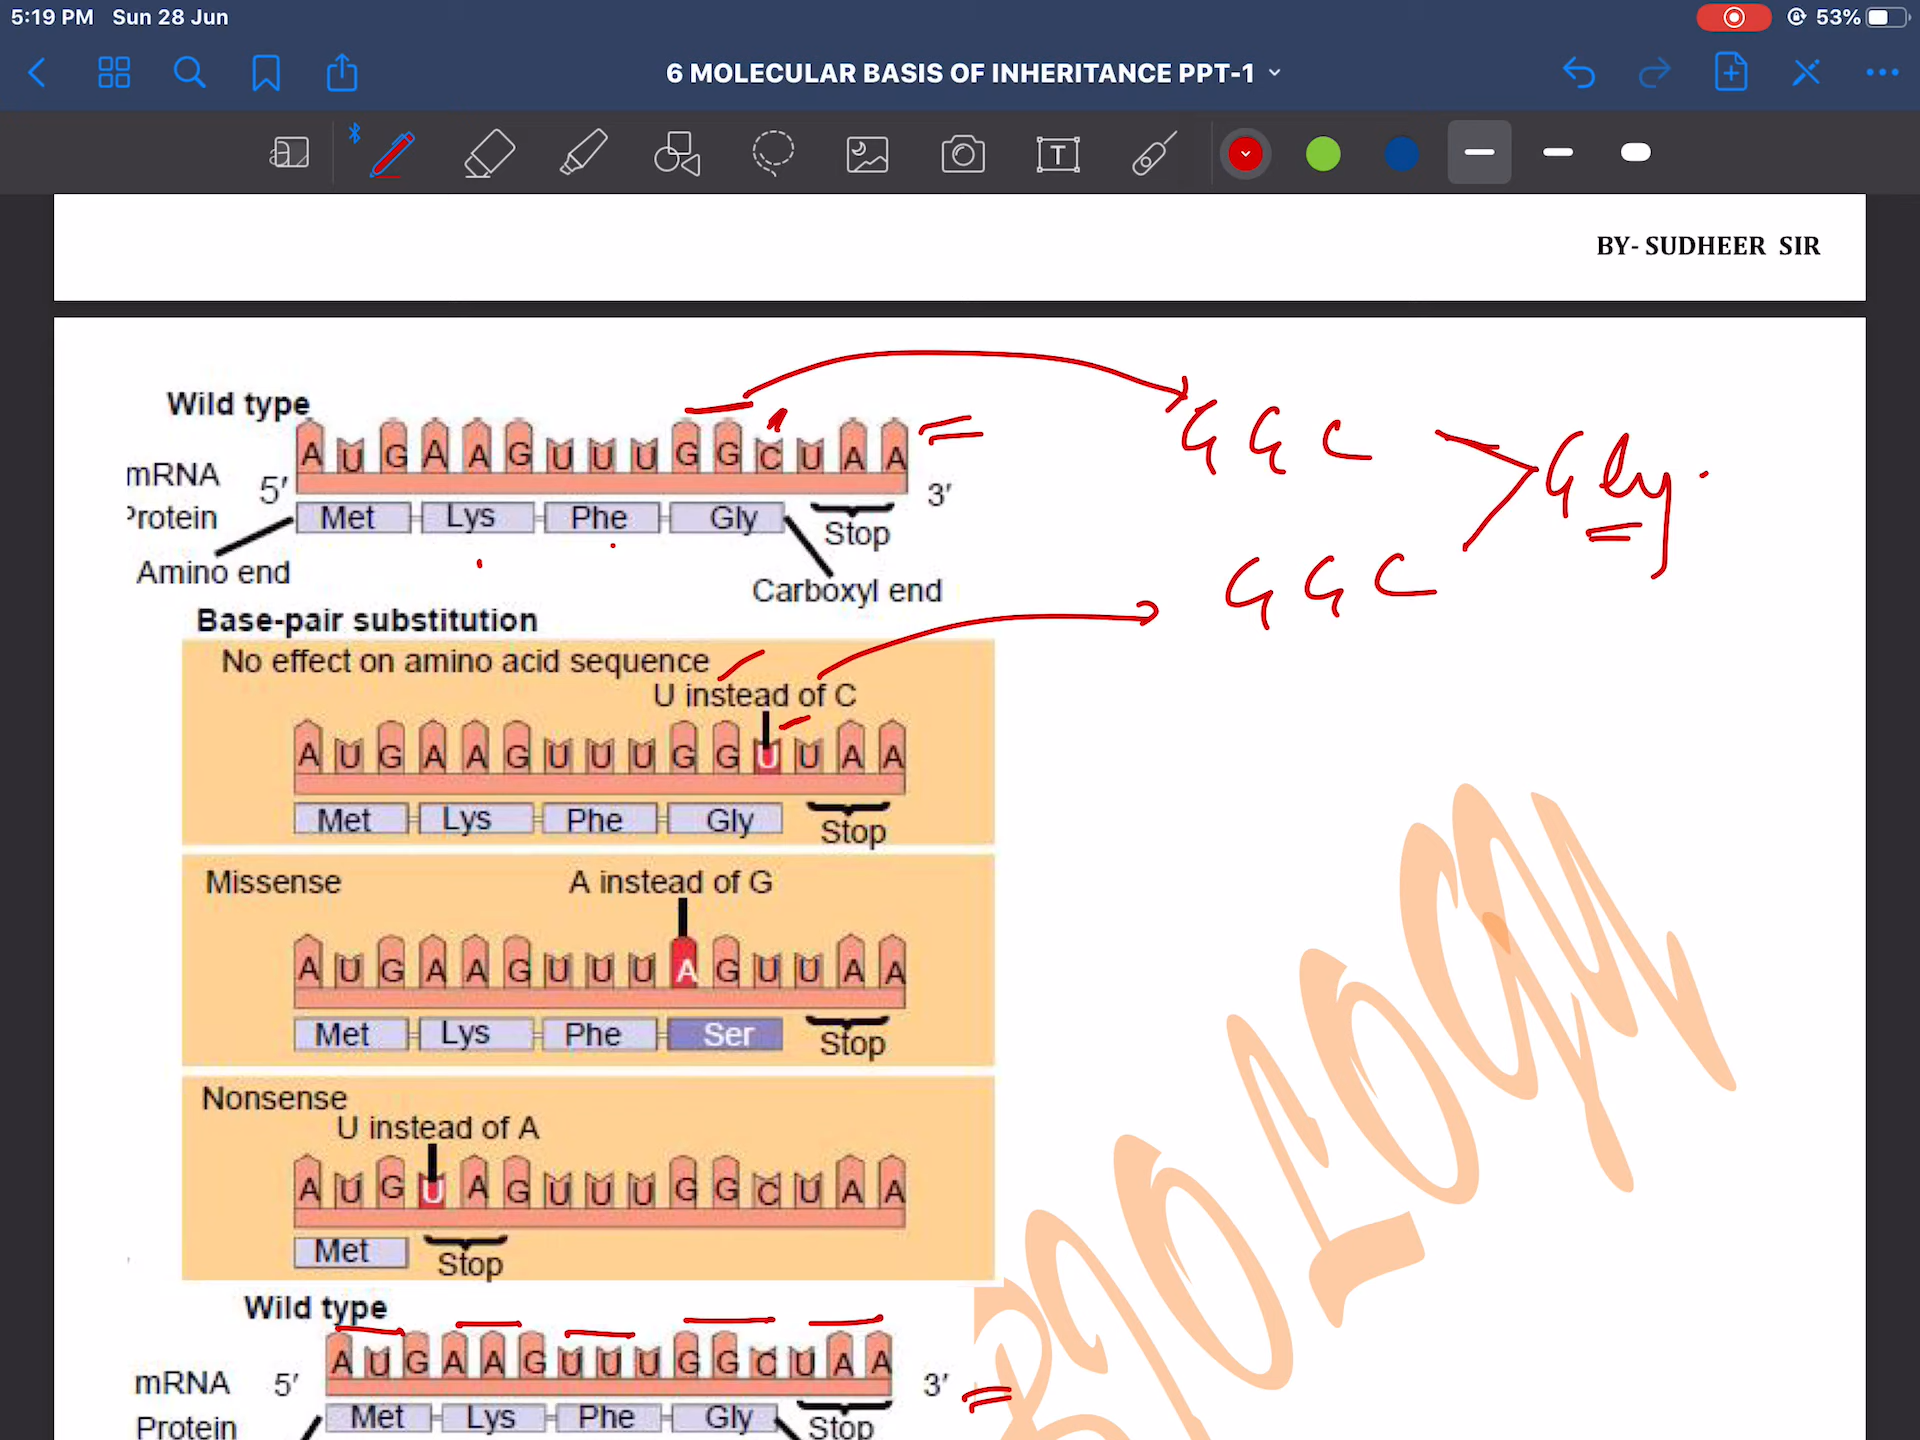 5:19 PM Sun 28 Jun
53%
6 MOLECULAR BASIS OF INHERITANCE PPT-1
BY- SUDHEER SIR
Wild type
A U G A A G U U U G G C U A A
mRNA 5′ 3′
Protein Met Lys Phe Gly Stop
Amino end
Carboxyl end
GGC
Gly.
GGC
Base-pair substitution
No effect on amino acid sequence
U instead of C
A U G A A G U U U G G U U A A
Met Lys Phe Gly Stop
Missense A instead of G
A U G A A G U U U A G U U A A
Met Lys Phe Ser Stop
Nonsense
U instead of A
A U G U A G U U U G G C U A A
Met Stop
Wild type
A U G A A G U U U G G C U A A
mRNA 5′ 3′
Protein Met Lys Phe Gly Stop
BIOLOGY